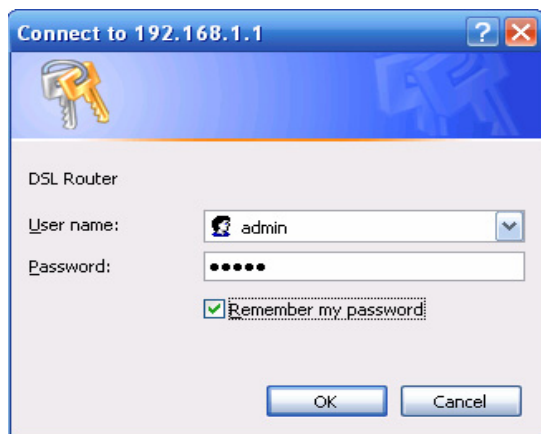 Connect to 192.168.1.1
DSL Router
User name:
admin
Password:
●●●●●
Remember my password
OK
Cancel